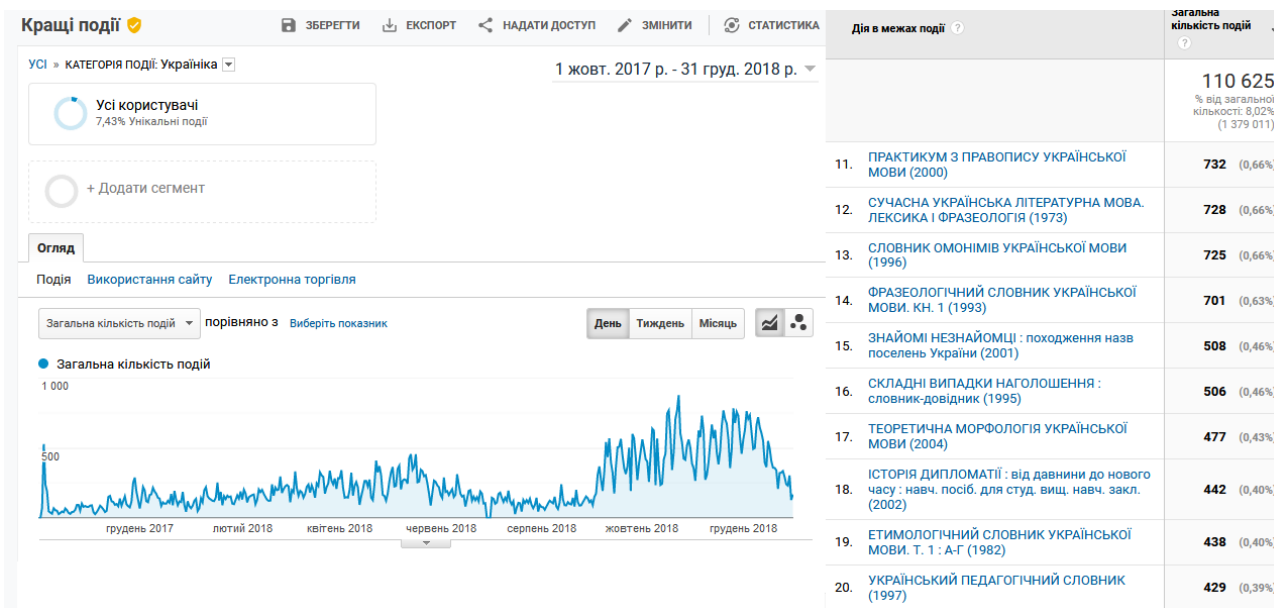 Кращі події
ЗБЕРЕГТИ
ЕКСПОРТ
НАДАТИ ДОСТУП
ЗМІНИТИ
СТАТИСТИКА
УСІ » КАТЕГОРІЯ ПОДІЇ: Україніка
1 жовт. 2017 р. - 31 груд. 2018 р.
Усі користувачі
7,43% Унікальні події
+ Додати сегмент
Огляд
Подія Використання сайту Електронна торгівля
Загальна кількість подій порівняно з Виберіть показник
День Тиждень Місяць
Загальна кількість подій
1 000
500
грудень 2017 лютий 2018 квітень 2018 червень 2018 серпень 2018 жовтень 2018 грудень 2018
Дія в межах події ?
Загальна
кількість подій
?
110 625
% від загальної
кількості: 8,02%
(1 379 011)
11. ПРАКТИКУМ З ПРАВОПИСУ УКРАЇНСЬКОЇ
МОВИ (2000)
732 (0,66%)
12. СУЧАСНА УКРАЇНСЬКА ЛІТЕРАТУРНА МОВА.
ЛЕКСИКА І ФРАЗЕОЛОГІЯ (1973)
728 (0,66%)
13. СЛОВНИК ОМОНІМІВ УКРАЇНСЬКОЇ МОВИ
(1996)
725 (0,66%)
14. ФРАЗЕОЛОГІЧНИЙ СЛОВНИК УКРАЇНСЬКОЇ
МОВИ. КН. 1 (1993)
701 (0,63%)
15. ЗНАЙОМІ НЕЗНАЙОМЦІ : походження назв
поселень України (2001)
508 (0,46%)
16. СКЛАДНІ ВИПАДКИ НАГОЛОШЕННЯ :
словник-довідник (1995)
506 (0,46%)
17. ТЕОРЕТИЧНА МОРФОЛОГІЯ УКРАЇНСЬКОЇ
МОВИ (2004)
477 (0,43%)
18. ІСТОРІЯ ДИПЛОМАТІЇ : від давнини до нового
часу : навч. посіб. для студ. вищ. навч. закл.
(2002)
442 (0,40%)
19. ЕТИМОЛОГІЧНИЙ СЛОВНИК УКРАЇНСЬКОЇ
МОВИ. Т. 1 : А-Г (1982)
438 (0,40%)
20. УКРАЇНСЬКИЙ ПЕДАГОГІЧНИЙ СЛОВНИК
(1997)
429 (0,39%)